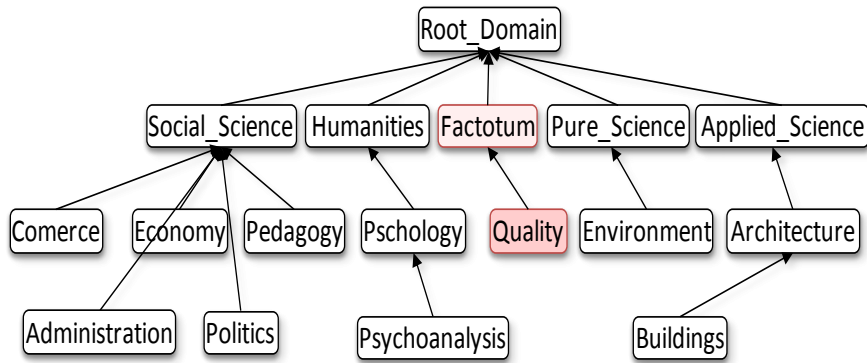 Root_Domain
Social_Science Humanities Factotum Pure_Science Applied_Science
Comerce Economy Pedagogy Pschology Quality Environment Architecture
Administration Politics Psychoanalysis Buildings